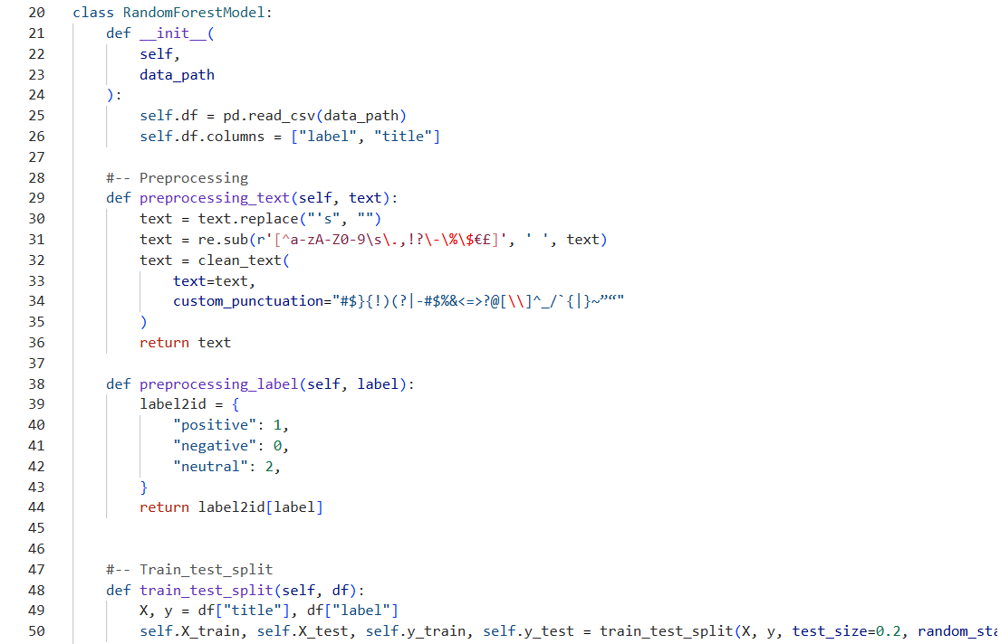 20 class RandomForestModel:
21     def __init__(
22         self,
23         data_path
24     ):
25         self.df = pd.read_csv(data_path)
26         self.df.columns = ["label", "title"]
27
28     #-- Preprocessing
29     def preprocessing_text(self, text):
30         text = text.replace("'s", "")
31         text = re.sub(r'[^a-zA-Z0-9\s\.,!?\-\%\$€£]', ' ', text)
32         text = clean_text(
33             text=text,
34             custom_punctuation="#$}{!)(?|-#$%&<=>?@[\\]^_/`{|}~”“"
35         )
36         return text
37
38     def preprocessing_label(self, label):
39         label2id = {
40             "positive": 1,
41             "negative": 0,
42             "neutral": 2,
43         }
44         return label2id[label]
45
46
47     #-- Train_test_split
48     def train_test_split(self, df):
49         X, y = df["title"], df["label"]
50         self.X_train, self.X_test, self.y_train, self.y_test = train_test_split(X, y, test_size=0.2, random_sta